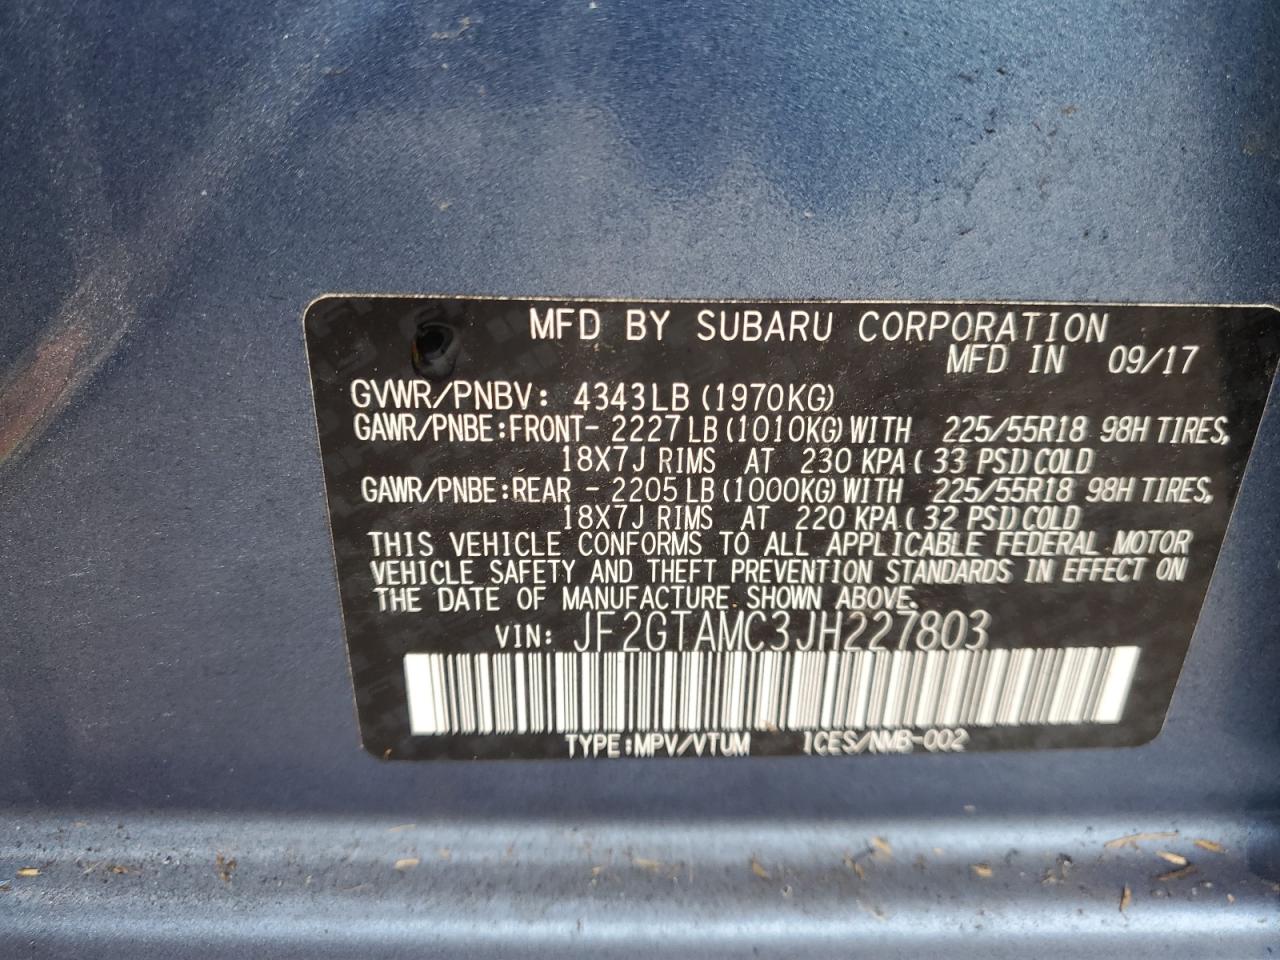 MFD BY SUBARU CORPORATION
MFD IN 09/17
GVWR/PNBV: 4343LB (1970KG)
GAWR/PNBE:FRONT- 2227LB (1010KG) WITH 225/55R18 98H TIRES,
18X7J RIMS AT 230 KPA ( 33 PSI) COLD
GAWR/PNBE:REAR - 2205LB (1000KG) WITH 225/55R18 98H TIRES,
18X7J RIMS AT 220 KPA ( 32 PSI) COLD
THIS VEHICLE CONFORMS TO ALL APPLICABLE FEDERAL MOTOR
VEHICLE SAFETY AND THEFT PREVENTION STANDARDS IN EFFECT ON
THE DATE OF MANUFACTURE SHOWN ABOVE.
VIN: JF2GTAMC3JH227803
TYPE:MPV/VTUM ICES/NMB-002